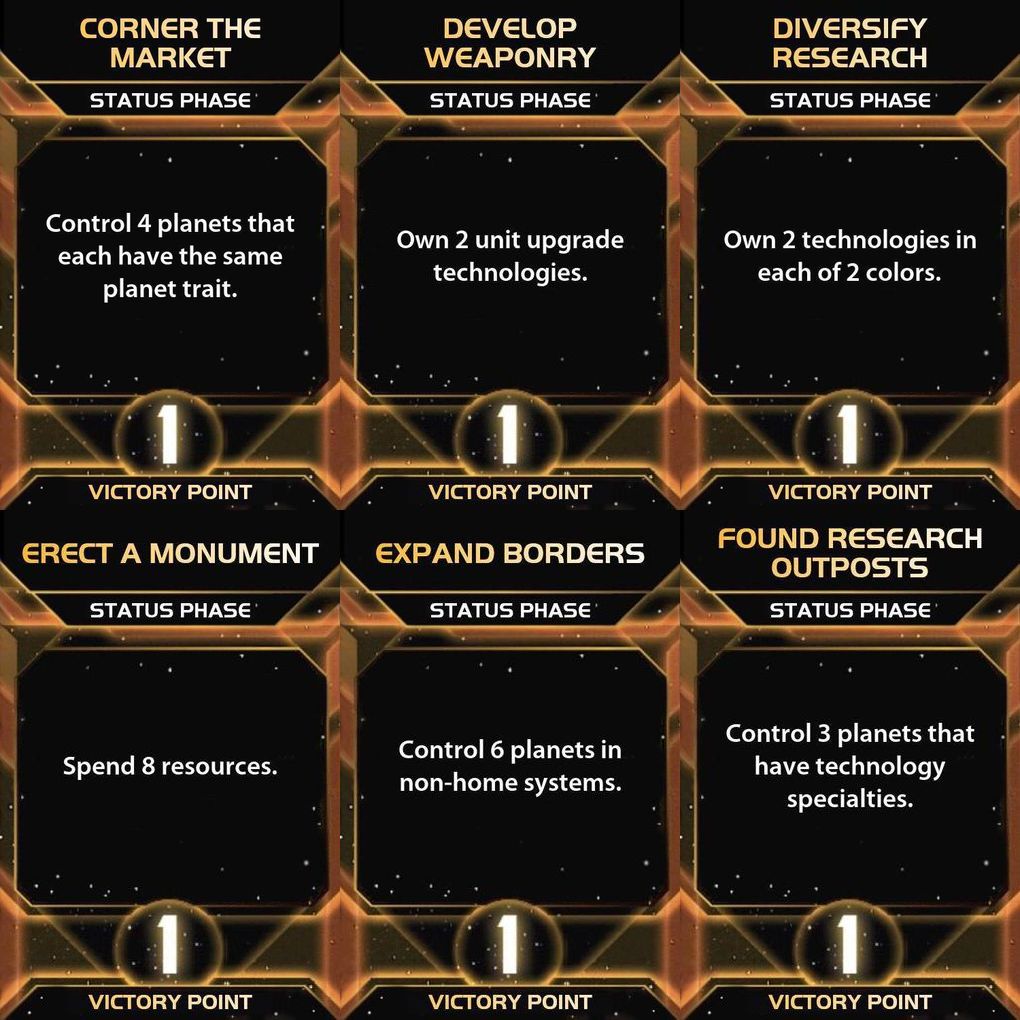 CORNER THE
MARKET
STATUS PHASE
Control 4 planets that
each have the same
planet trait.
1
VICTORY POINT
DEVELOP
WEAPONRY
STATUS PHASE
Own 2 unit upgrade
technologies.
1
VICTORY POINT
DIVERSIFY
RESEARCH
STATUS PHASE
Own 2 technologies in
each of 2 colors.
1
VICTORY POINT
ERECT A MONUMENT
STATUS PHASE
Spend 8 resources.
1
VICTORY POINT
EXPAND BORDERS
STATUS PHASE
Control 6 planets in
non-home systems.
1
VICTORY POINT
FOUND RESEARCH
OUTPOSTS
STATUS PHASE
Control 3 planets that
have technology
specialties.
1
VICTORY POINT